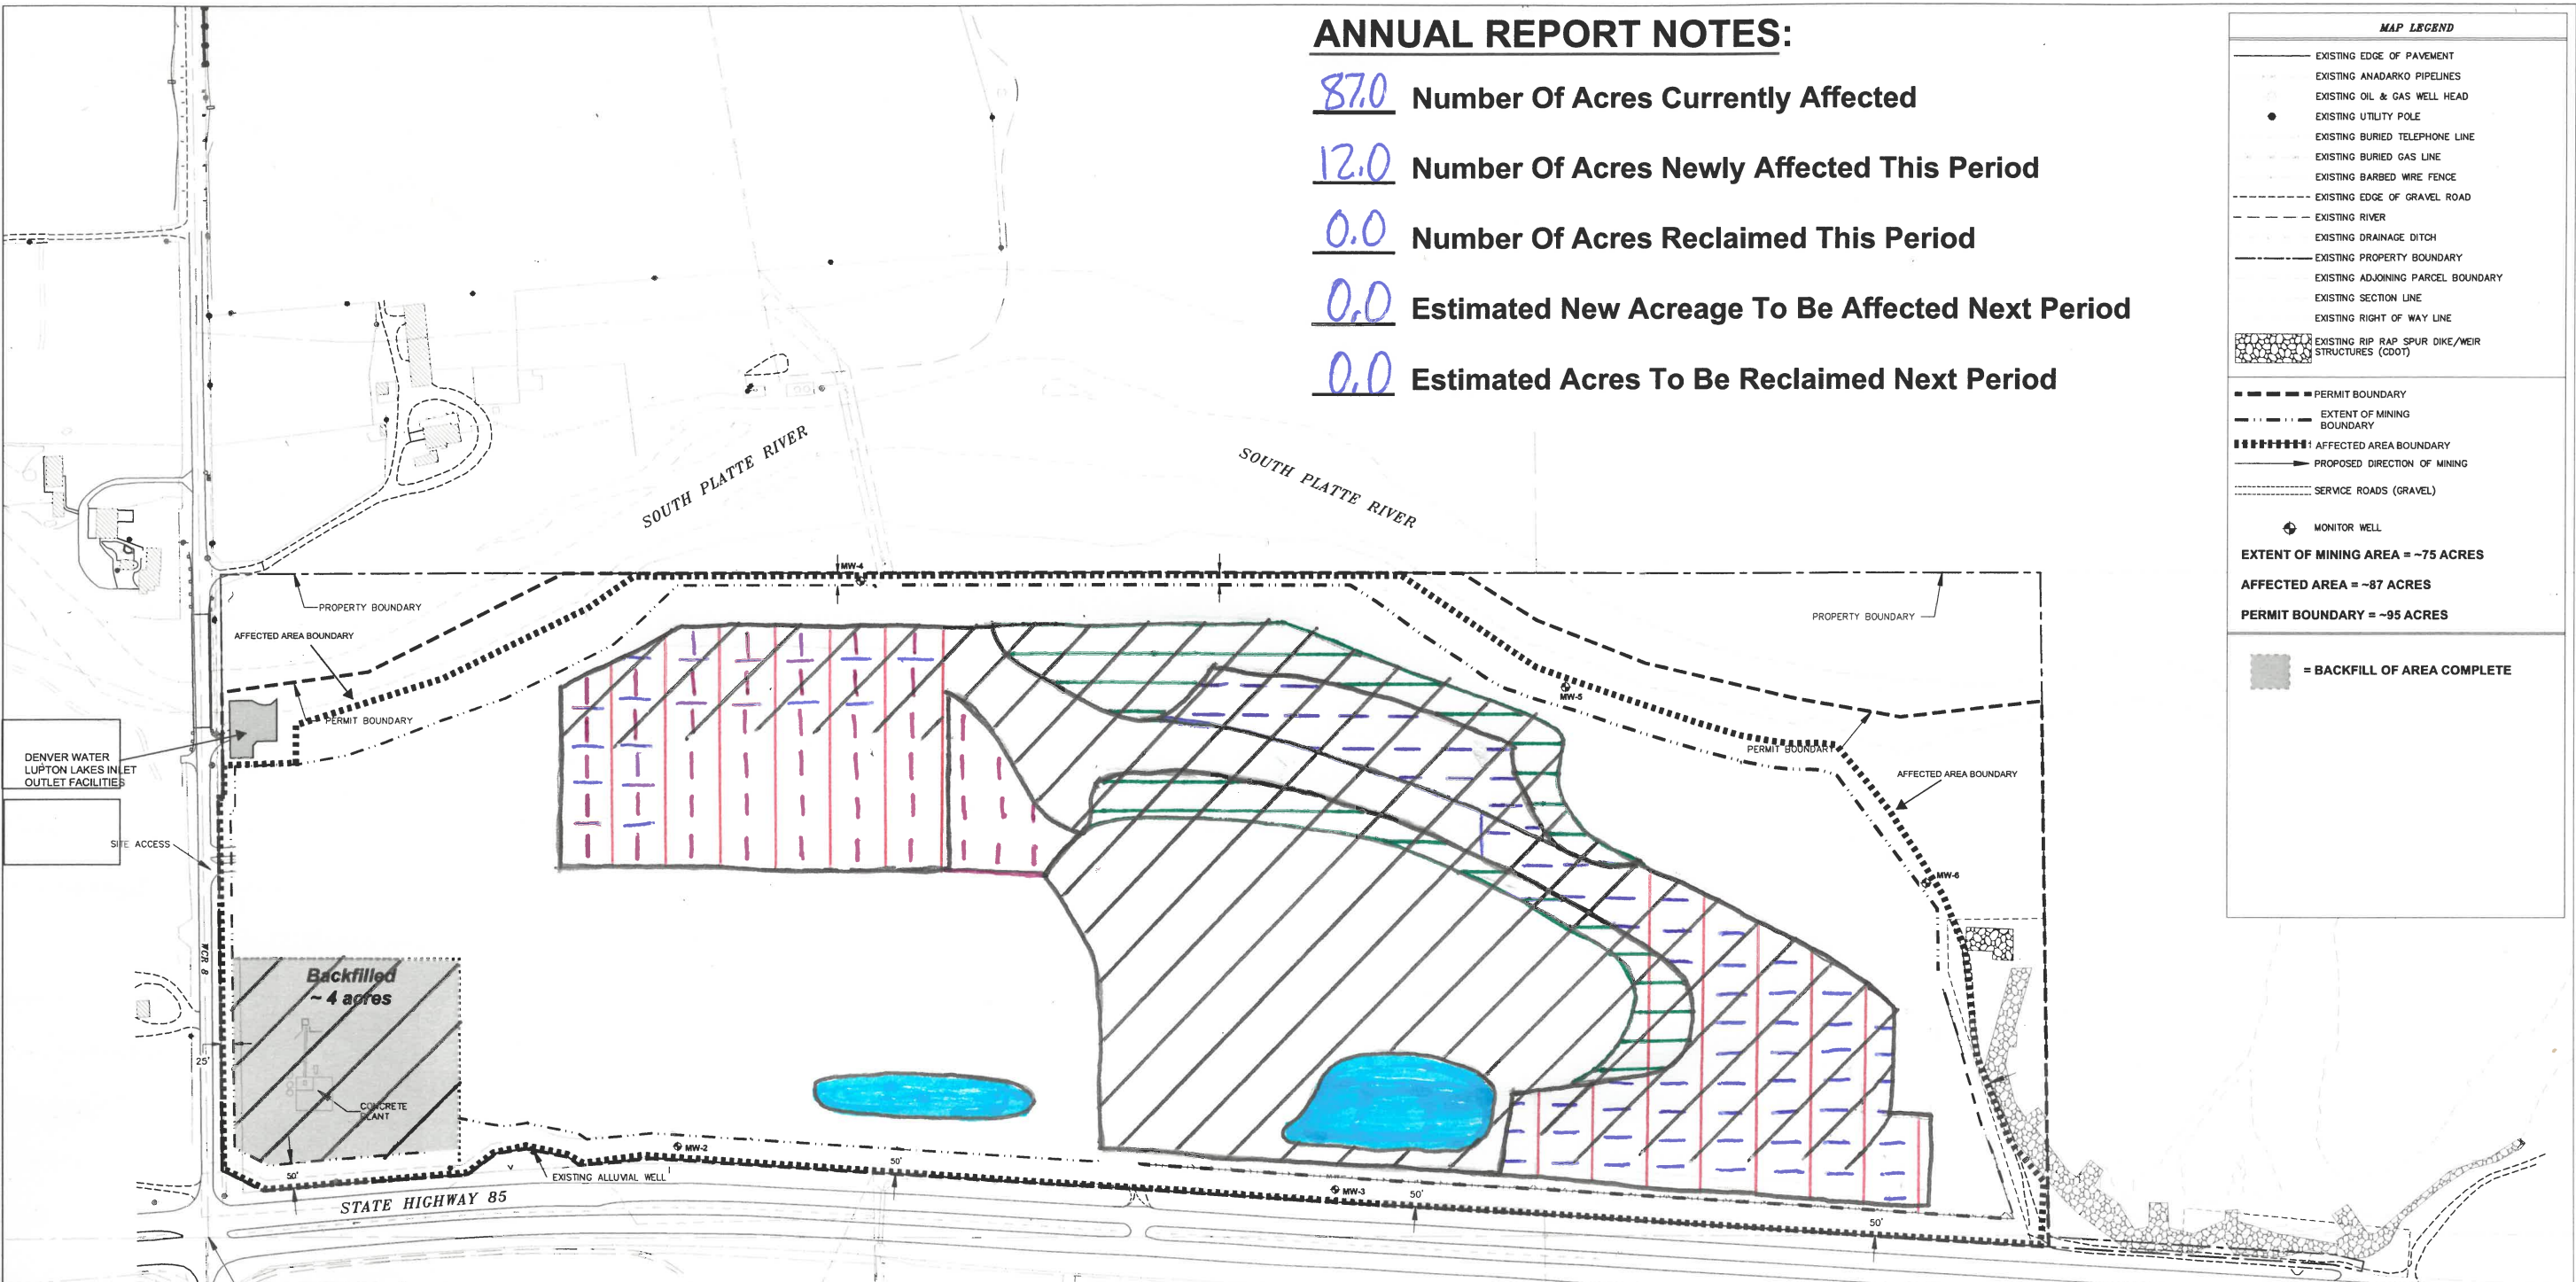 ANNUAL REPORT NOTES:
87.0 Number Of Acres Currently Affected
12.0 Number Of Acres Newly Affected This Period
0.0 Number Of Acres Reclaimed This Period
0.0 Estimated New Acreage To Be Affected Next Period
0.0 Estimated Acres To Be Reclaimed Next Period
MAP LEGEND
EXISTING EDGE OF PAVEMENT
EXISTING ANADARKO PIPELINES
EXISTING OIL & GAS WELL HEAD
EXISTING UTILITY POLE
EXISTING BURIED TELEPHONE LINE
EXISTING BURIED GAS LINE
EXISTING BARBED WIRE FENCE
EXISTING EDGE OF GRAVEL ROAD
EXISTING RIVER
EXISTING DRAINAGE DITCH
EXISTING PROPERTY BOUNDARY
EXISTING ADJOINING PARCEL BOUNDARY
EXISTING SECTION LINE
EXISTING RIGHT OF WAY LINE
EXISTING RIP RAP SPUR DIKE/WEIR
STRUCTURES (CDOT)
PERMIT BOUNDARY
EXTENT OF MINING
BOUNDARY
AFFECTED AREA BOUNDARY
PROPOSED DIRECTION OF MINING
SERVICE ROADS (GRAVEL)
MONITOR WELL
EXTENT OF MINING AREA = ~75 ACRES
AFFECTED AREA = ~87 ACRES
PERMIT BOUNDARY = ~95 ACRES
= BACKFILL OF AREA COMPLETE
SOUTH PLATTE RIVER
SOUTH PLATTE RIVER
MW-4
PROPERTY BOUNDARY
PROPERTY BOUNDARY
AFFECTED AREA BOUNDARY
MW-5
PERMIT BOUNDARY
PERMIT BOUNDARY
DENVER WATER
LUPTON LAKES INLET
OUTLET FACILITIES
AFFECTED AREA BOUNDARY
SITE ACCESS
MW-6
WCR 8
Backfilled
~ 4 acres
25'
CONCRETE
PLANT
MW-2
50'
50'
EXISTING ALLUVIAL WELL
MW-3
50'
50'
STATE HIGHWAY 85